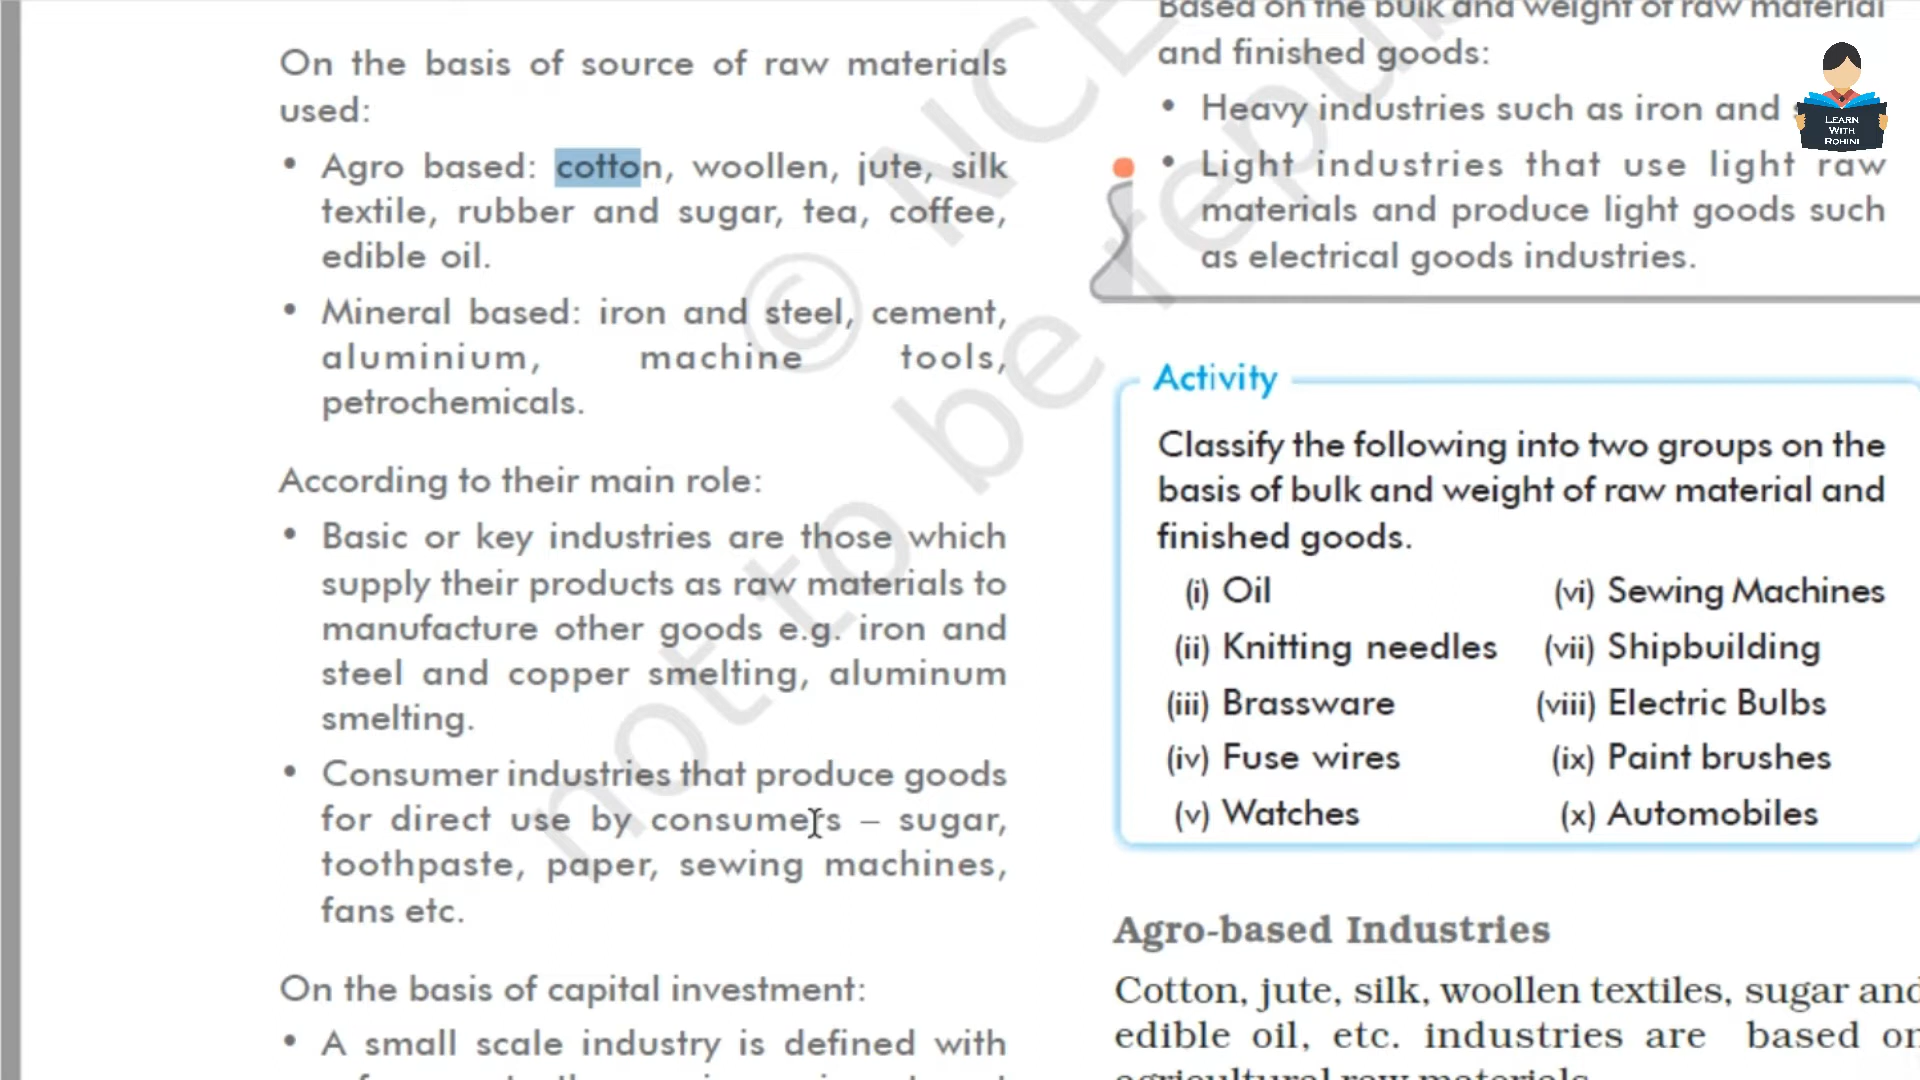 On the basis of source of raw materials
used:
• Agro based: cotton, woollen, jute, silk
textile, rubber and sugar, tea, coffee,
edible oil.
• Mineral based: iron and steel, cement,
aluminium, machine tools,
petrochemicals.
According to their main role:
• Basic or key industries are those which
supply their products as raw materials to
manufacture other goods e.g. iron and
steel and copper smelting, aluminum
smelting.
• Consumer industries that produce goods
for direct use by consumers – sugar,
toothpaste, paper, sewing machines,
fans etc.
On the basis of capital investment:
• A small scale industry is defined with
Based on the bulk and weight of raw material
and finished goods:
• Heavy industries such as iron and
• Light industries that use light raw
materials and produce light goods such
as electrical goods industries.
Activity
Classify the following into two groups on the
basis of bulk and weight of raw material and
finished goods.
(i) Oil (vi) Sewing Machines
(ii) Knitting needles (vii) Shipbuilding
(iii) Brassware (viii) Electric Bulbs
(iv) Fuse wires (ix) Paint brushes
(v) Watches (x) Automobiles
Agro-based Industries
Cotton, jute, silk, woollen textiles, sugar and
edible oil, etc. industries are based on
agricultural raw materials.
LEARN
WITH
ROHINI
© NCE
not to be repu